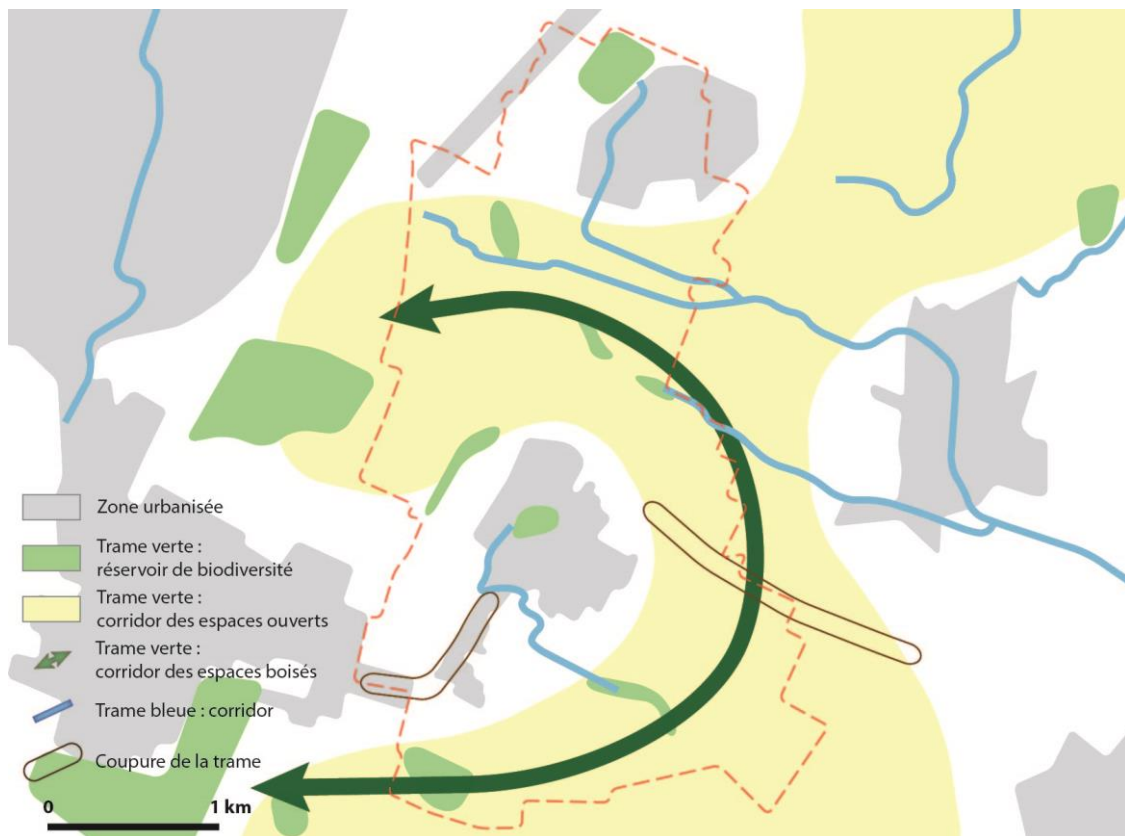 Zone urbanisée
Trame verte :
réservoir de biodiversité
Trame verte :
corridor des espaces ouverts
Trame verte :
corridor des espaces boisés
Trame bleue : corridor
Coupure de la trame
0 1 km